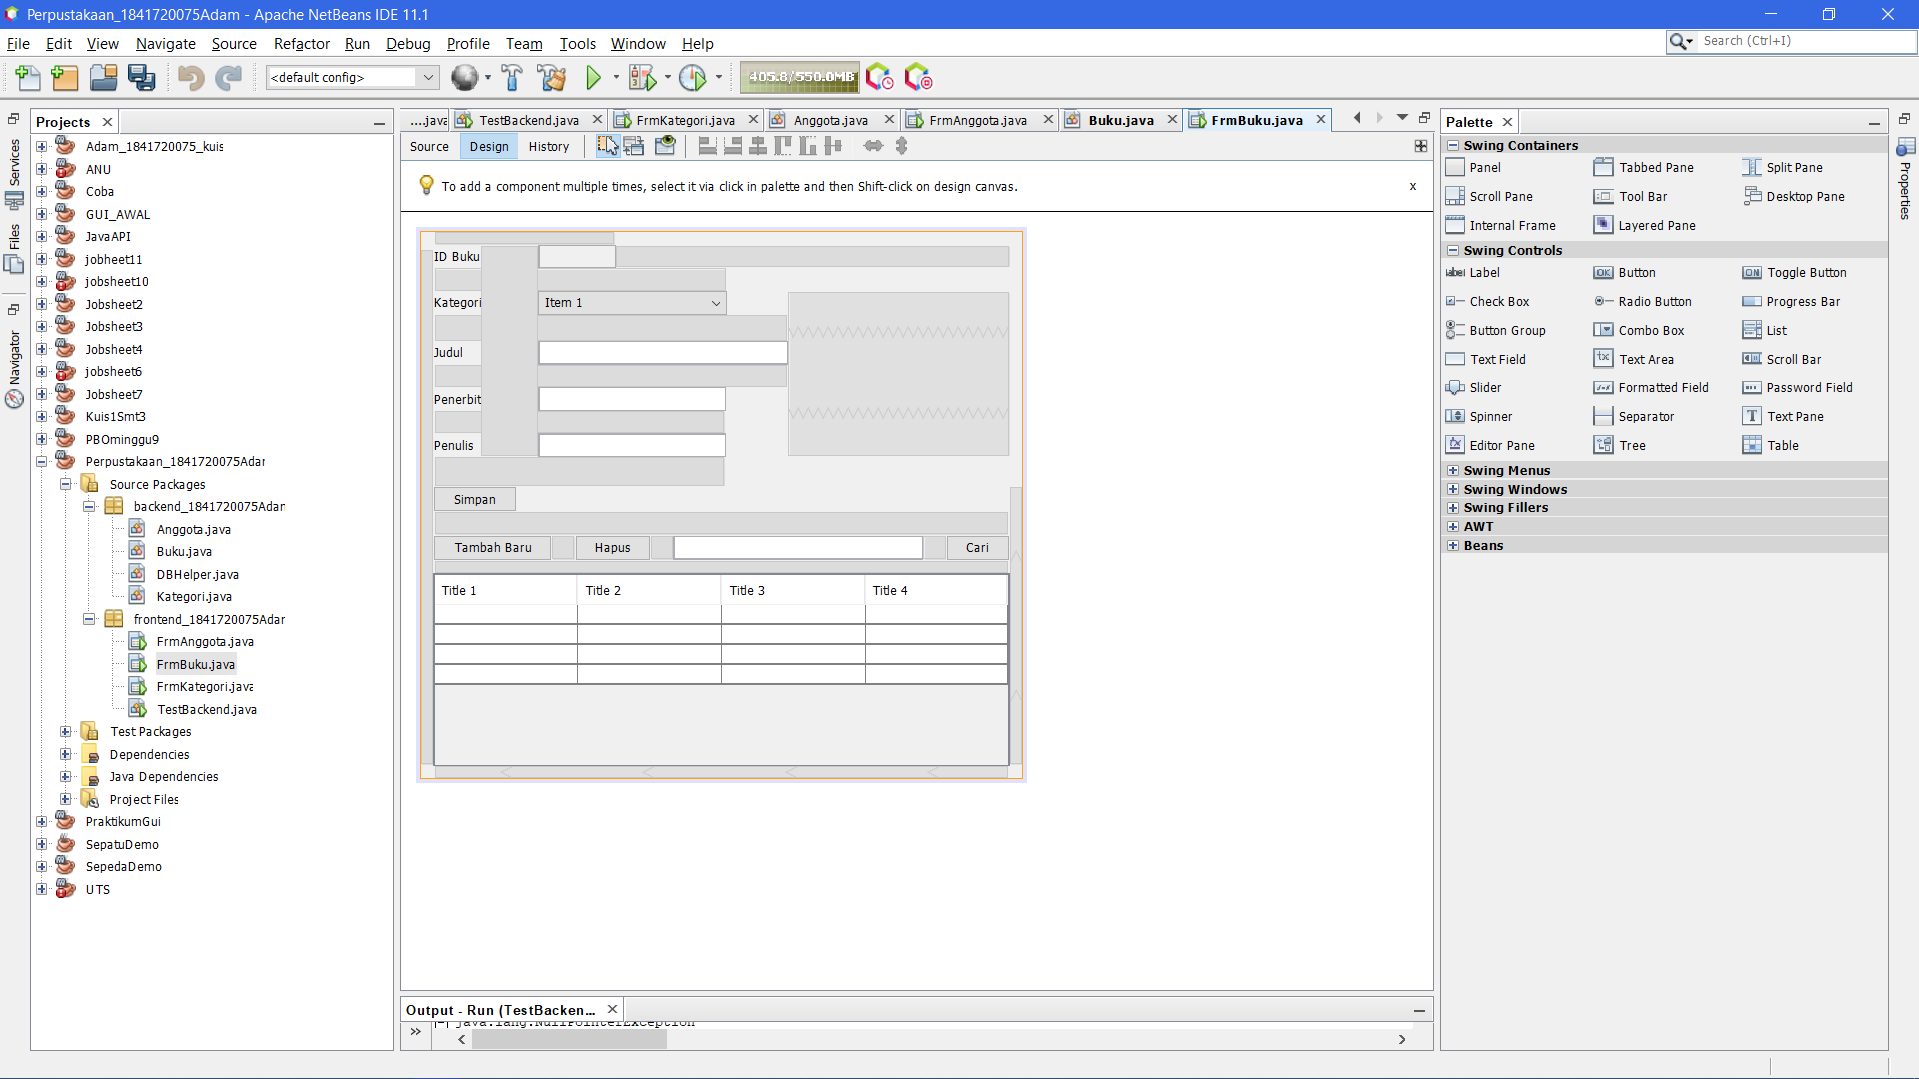 Perpustakaan_1841720075Adam - Apache NetBeans IDE 11.1
File Edit View Navigate Source Refactor Run Debug Profile Team Tools Window Help
Search (Ctrl+I)
<default config>
405.8/550.0MB
Services
Files
Navigator
Projects
Adam_1841720075_kuis
ANU
Coba
GUI_AWAL
JavaAPI
jobheet11
jobsheet10
Jobsheet2
Jobsheet3
Jobsheet4
jobsheet6
Jobsheet7
Kuis1Smt3
PBOminggu9
Perpustakaan_1841720075Adam
Source Packages
backend_1841720075Adam
Anggota.java
Buku.java
DBHelper.java
Kategori.java
frontend_1841720075Adam
FrmAnggota.java
FrmBuku.java
FrmKategori.java
TestBackend.java
Test Packages
Dependencies
Java Dependencies
Project Files
PraktikumGui
SepatuDemo
SepedaDemo
UTS
....java TestBackend.java FrmKategori.java Anggota.java FrmAnggota.java Buku.java FrmBuku.java
Source Design History
To add a component multiple times, select it via click in palette and then Shift-click on design canvas.
x
ID Buku
Kategori Item 1
Judul
Penerbit
Penulis
Simpan
Tambah Baru Hapus Cari
Title 1 Title 2 Title 3 Title 4
Output - Run (TestBacken...
java.lang.NullPointerException
Palette
Swing Containers
Panel Tabbed Pane Split Pane
Scroll Pane Tool Bar Desktop Pane
Internal Frame Layered Pane
Swing Controls
label Label OK Button ON Toggle Button
Check Box Radio Button Progress Bar
Button Group Combo Box List
Text Field Text Area Scroll Bar
Slider Formatted Field Password Field
Spinner Separator Text Pane
Editor Pane Tree Table
Swing Menus
Swing Windows
Swing Fillers
AWT
Beans
Properties